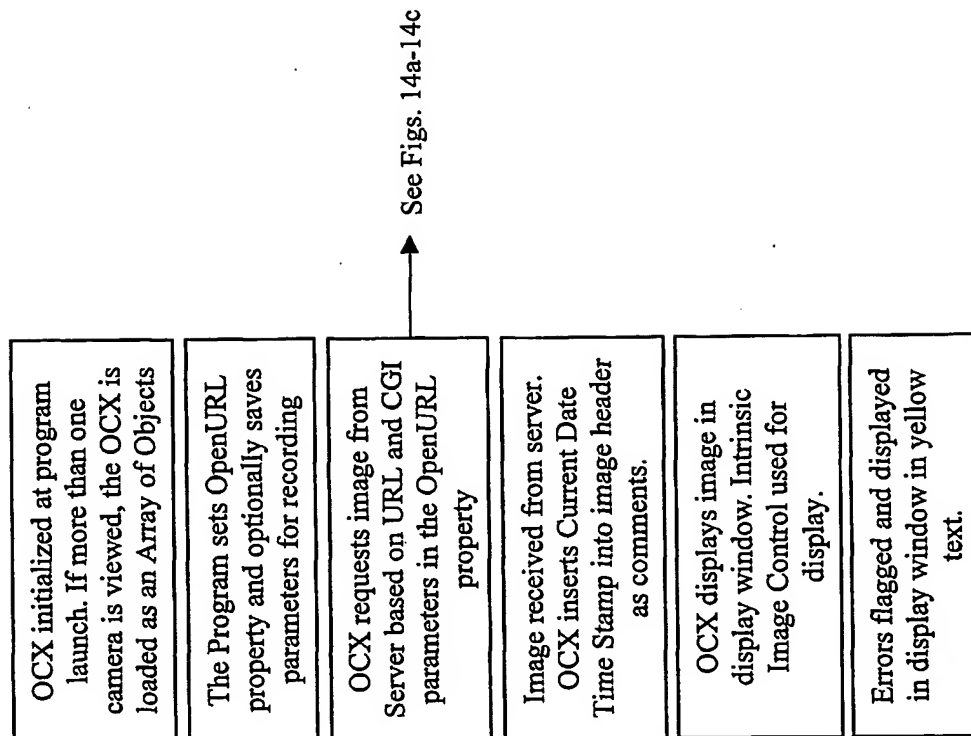 OCX initialized at program
launch. If more than one
camera is viewed, the OCX is
loaded as an Array of Objects
The Program sets OpenURL
property and optionally saves
parameters for recording
OCX requests image from
Server based on URL and CGI
parameters in the OpenURL
property
See Figs. 14a-14c
Image received from server.
OCX inserts Current Date
Time Stamp into image header
as comments.
OCX displays image in
display window. Intrinsic
Image Control used for
display.
Errors flagged and displayed
in display window in yellow
text.